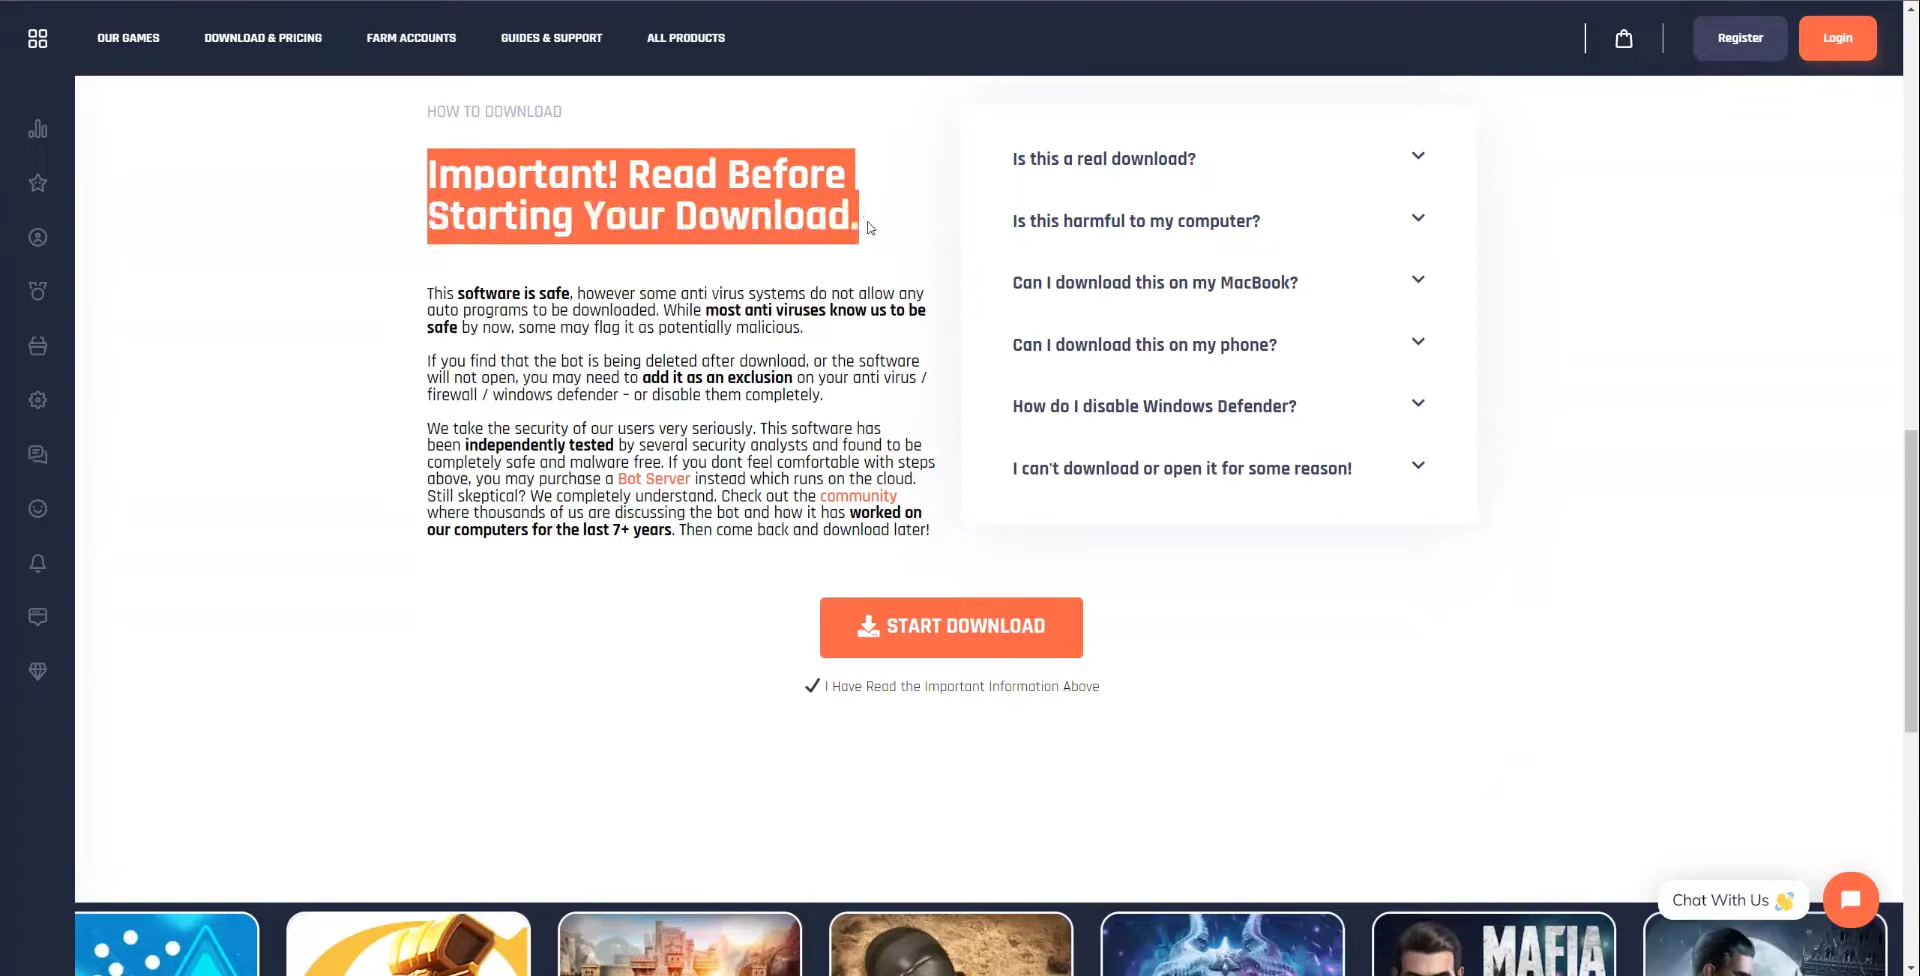 OUR GAMES
DOWNLOAD & PRICING
FARM ACCOUNTS
GUIDES & SUPPORT
ALL PRODUCTS
Register
Login
HOW TO DOWNLOAD
Important! Read Before
Starting Your Download.
This software is safe, however some anti virus systems do not allow any
auto programs to be downloaded. While most anti viruses know us to be
safe by now, some may flag it as potentially malicious.
If you find that the bot is being deleted after download, or the software
will not open, you may need to add it as an exclusion on your anti virus /
firewall / windows defender – or disable them completely.
We take the security of our users very seriously. This software has
been independently tested by several security analysts and found to be
completely safe and malware free. If you dont feel comfortable with steps
above, you may purchase a Bot Server instead which runs on the cloud.
Still skeptical? We completely understand. Check out the community
where thousands of us are discussing the bot and how it has worked on
our computers for the last 7+ years. Then come back and download later!
Is this a real download?
Is this harmful to my computer?
Can I download this on my MacBook?
Can I download this on my phone?
How do I disable Windows Defender?
I can't download or open it for some reason!
START DOWNLOAD
I Have Read the Important Information Above
Chat With Us 👋
MAFIA